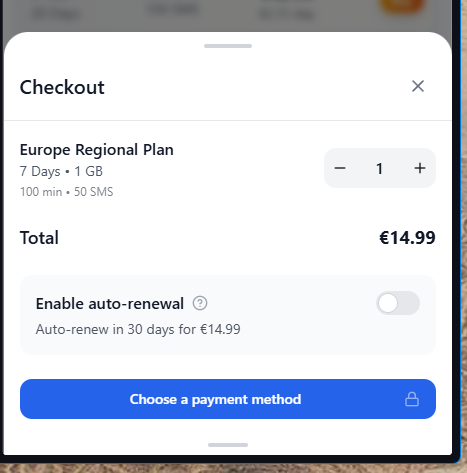 Checkout
Europe Regional Plan
7 Days • 1 GB
100 min • 50 SMS
− 1 +
Total €14.99
Enable auto-renewal ?
Auto-renew in 30 days for €14.99
Choose a payment method